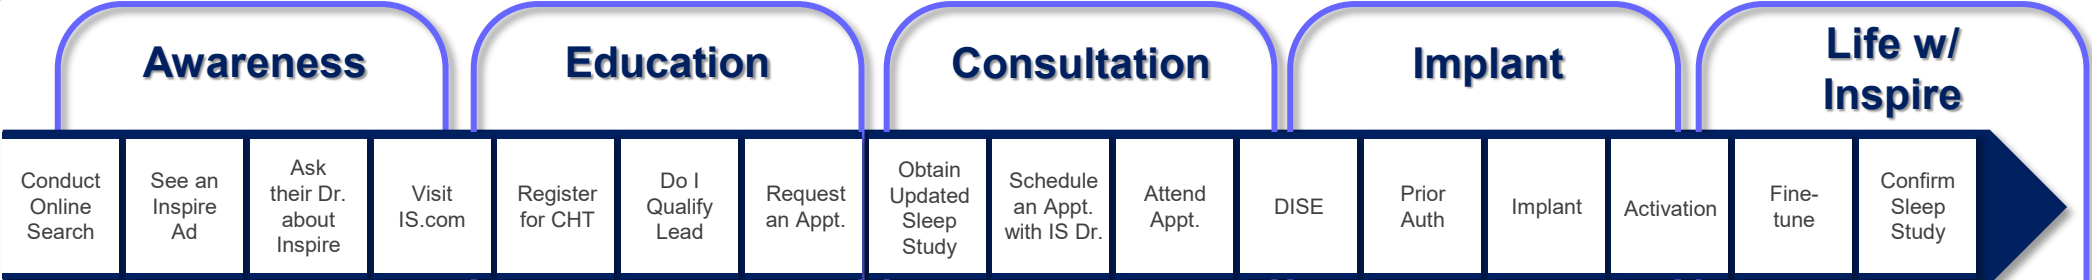 Awareness
Education
Consultation
Implant
Life w/
Inspire
Conduct
Online
Search
See an
Inspire
Ad
Ask
their Dr.
about
Inspire
Visit
IS.com
Register
for CHT
Do I
Qualify
Lead
Request
an Appt.
Obtain
Updated
Sleep
Study
Schedule
an Appt.
with IS Dr.
Attend
Appt.
DISE
Prior
Auth
Implant
Activation
Fine-
tune
Confirm
Sleep
Study